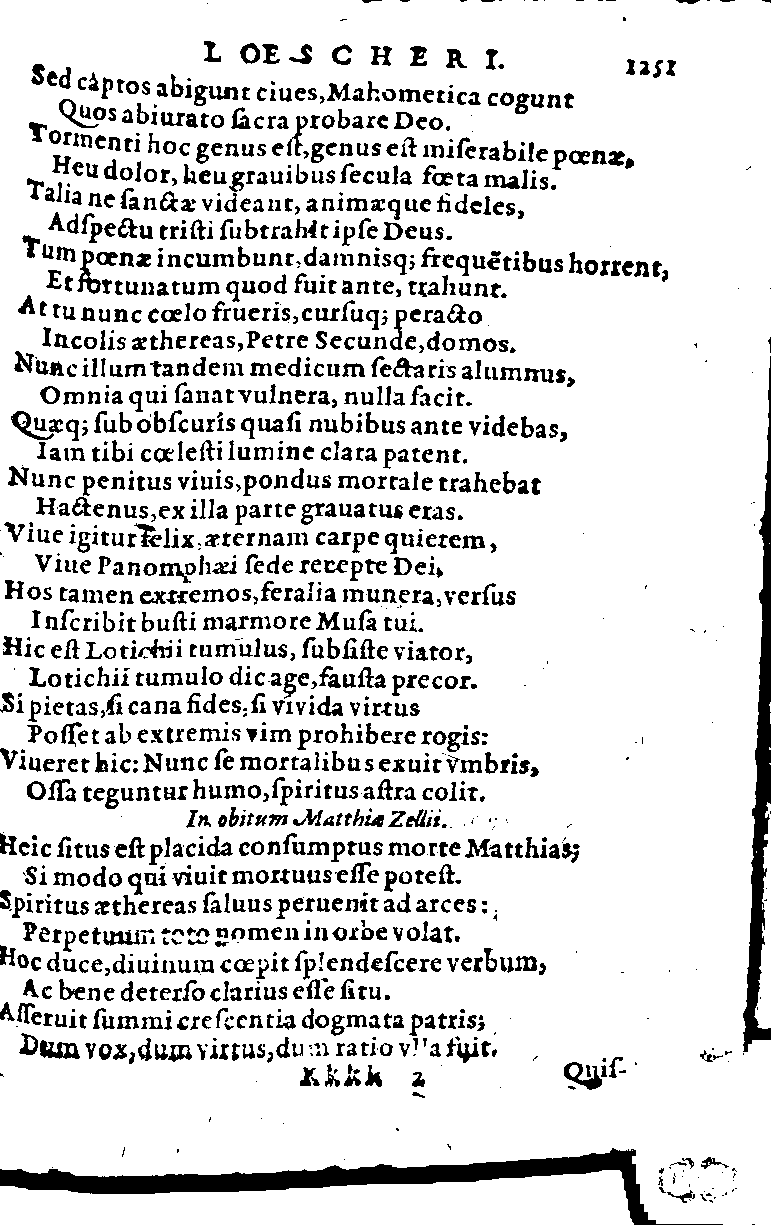 LOESCHERI. 1251
Sed captos abigunt ciues, Mahometica cogunt
Quos abiurato ſacra probare Deo.
Tormenti hoc genus eſt, genus eſt miſerabile pœnæ,
Heu dolor, heu grauibus ſecula fœta malis.
Talia ne ſanctæ videant, animæque fideles,
Adſpectu triſti ſubtrahit ipſe Deus.
Tum pœnæ incumbunt, damnisq; frequẽtibus horrent,
Et fortunatum quod fuit ante, trahunt.
At tu nunc cœlo frueris, curſuq; peracto
Incolis æthereas, Petre Secunde, domos.
Nunc illum tandem medicum ſectaris alumnus,
Omnia qui ſanat vulnera, nulla facit.
Quæq; ſub obſcuris quaſi nubibus ante videbas,
Iam tibi cœleſti lumine clara patent.
Nunc penitus viuis, pondus mortale trahebat
Hactenus, ex illa parte grauatus eras.
Viue igitur felix, æternam carpe quietem,
Viue Panomphæi ſede recepte Dei,
Hos tamen extremos, feralia munera, verſus
Inſcribit buſti marmore Muſa tui.
Hic eſt Lotichii tumulus, ſubſiſte viator,
Lotichii tumulo dic age, fauſta precor.
Si pietas, ſi cana fides, ſi vivida virtus
Poſſet ab extremis vim prohibere rogis:
Viueret hic: Nunc ſe mortalibus exuit vmbris,
Oſſa teguntur humo, ſpiritus aſtra colit.
In obitum Matthiæ Zellii.
Heic ſitus eſt placida conſumptus morte Matthias;
Si modo qui viuit mortuus eſſe poteſt.
Spiritus æthereas ſaluus peruenit ad arces:
Perpetuum toto nomen in orbe volat.
Hoc duce, diuinum cœpit ſplendeſcere verbum,
Ac bene deterſo clarius eſſe ſitu.
Aſſeruit ſummi creſcentia dogmata patris;
Dum vox, dum virtus, dum ratio vlla fuit.
Kkkk 2 Quiſ-